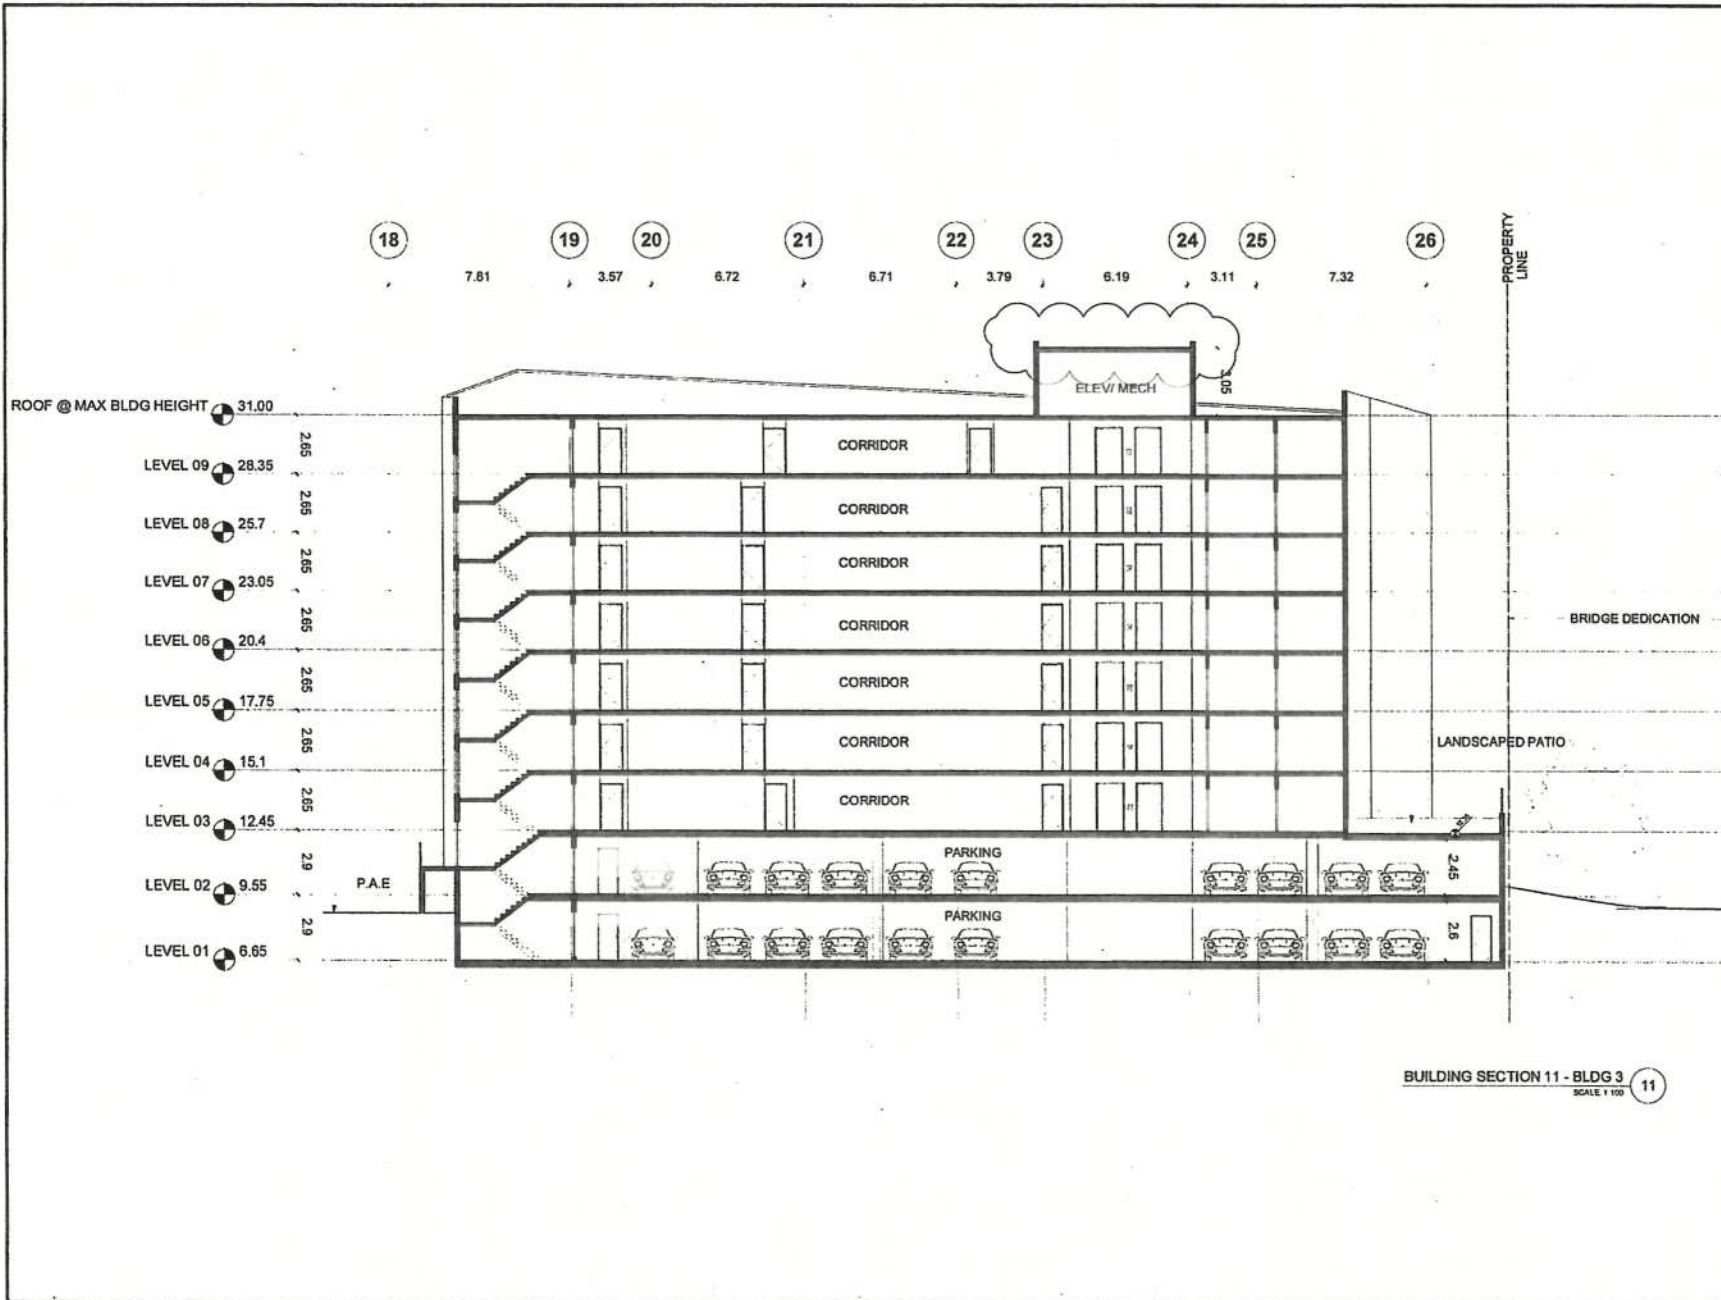 18
19
20
21
22
23
24
25
26
PROPERTY
LINE
7.81
3.57
6.72
6.71
3.79
6.19
3.11
7.32
ELEV/ MECH
3.05
ROOF @ MAX BLDG HEIGHT 31.00
2.65
CORRIDOR
LEVEL 09 28.35
2.65
CORRIDOR
LEVEL 08 25.7
2.65
CORRIDOR
LEVEL 07 23.05
2.65
CORRIDOR
BRIDGE DEDICATION
LEVEL 06 20.4
2.65
CORRIDOR
LEVEL 05 17.75
2.65
CORRIDOR
LANDSCAPED PATIO
LEVEL 04 15.1
2.65
CORRIDOR
LEVEL 03 12.45
2.9
PARKING
2.45
P.A.E
LEVEL 02 9.55
2.9
PARKING
2.6
LEVEL 01 6.65
BUILDING SECTION 11 - BLDG 3
SCALE 1:100
11